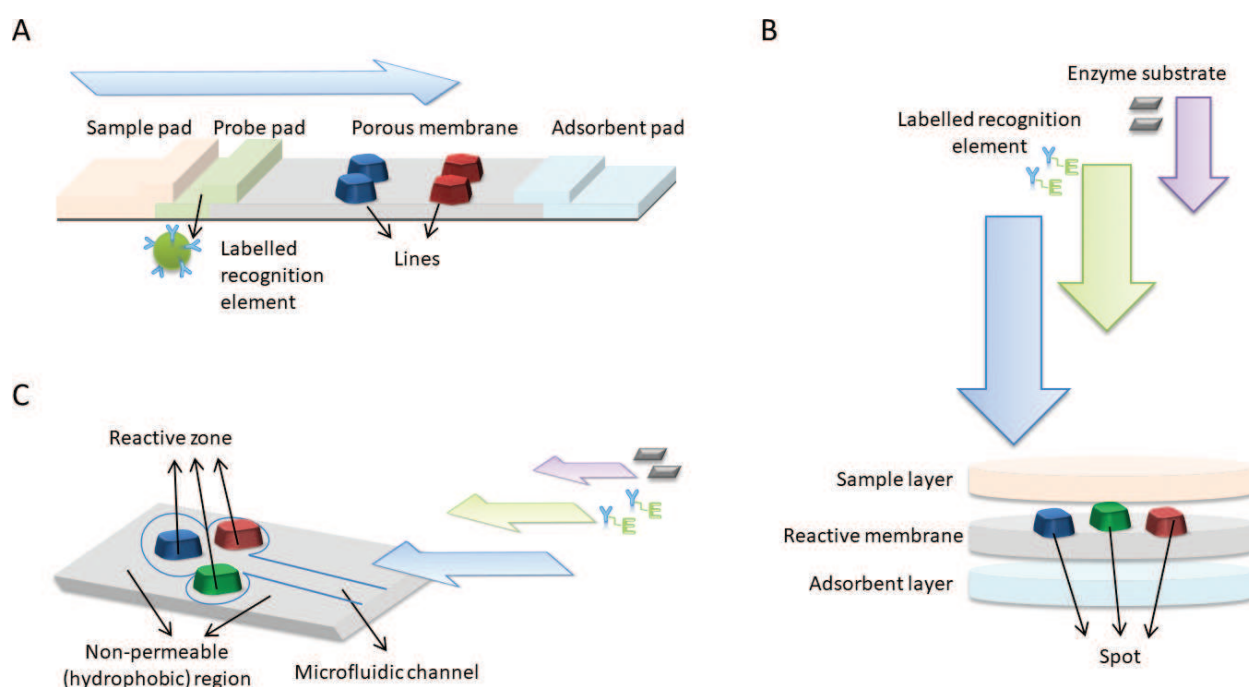 A
Sample pad
Probe pad
Porous membrane
Adsorbent pad
Labelled
recognition
element
Lines
B
Enzyme substrate
Labelled recognition
element
E
E
Sample layer
Reactive membrane
Adsorbent layer
Spot
C
Reactive zone
E
E
Non-permeable
(hydrophobic) region
Microfluidic channel